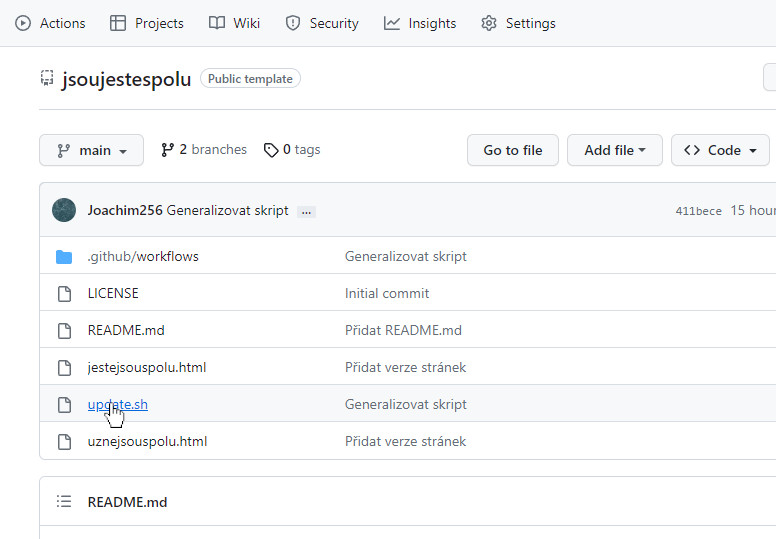 Actions Projects Wiki Security Insights Settings
jsoujestespolu Public template
main 2 branches 0 tags Go to file Add file Code
Joachim256 Generalizovat skript ... 411bece 15 hour
.github/workflows Generalizovat skript
LICENSE Initial commit
README.md Přidat README.md
jestejsouspolu.html Přidat verze stránek
update.sh Generalizovat skript
uznejsouspolu.html Přidat verze stránek
README.md